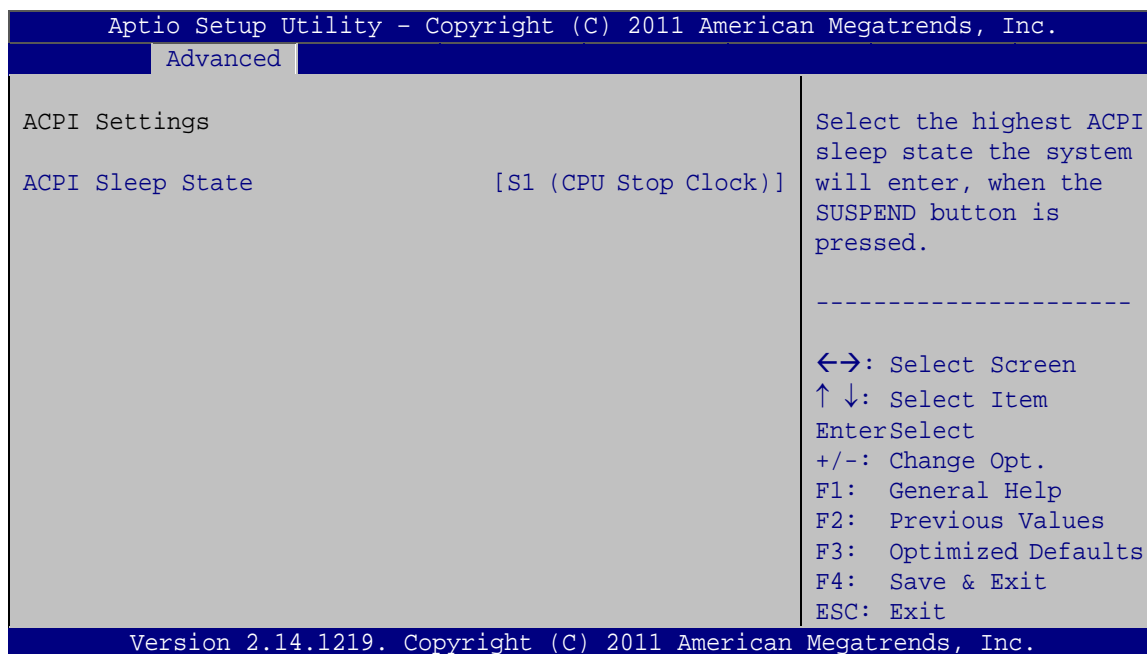 Aptio Setup Utility – Copyright (C) 2011 American Megatrends, Inc.
Advanced
ACPI Settings
ACPI Sleep State [S1 (CPU Stop Clock)]
Select the highest ACPI
sleep state the system
will enter, when the
SUSPEND button is
pressed.
----------------------
←→: Select Screen
↑ ↓: Select Item
EnterSelect
+/-: Change Opt.
F1: General Help
F2: Previous Values
F3: Optimized Defaults
F4: Save & Exit
ESC: Exit
Version 2.14.1219. Copyright (C) 2011 American Megatrends, Inc.